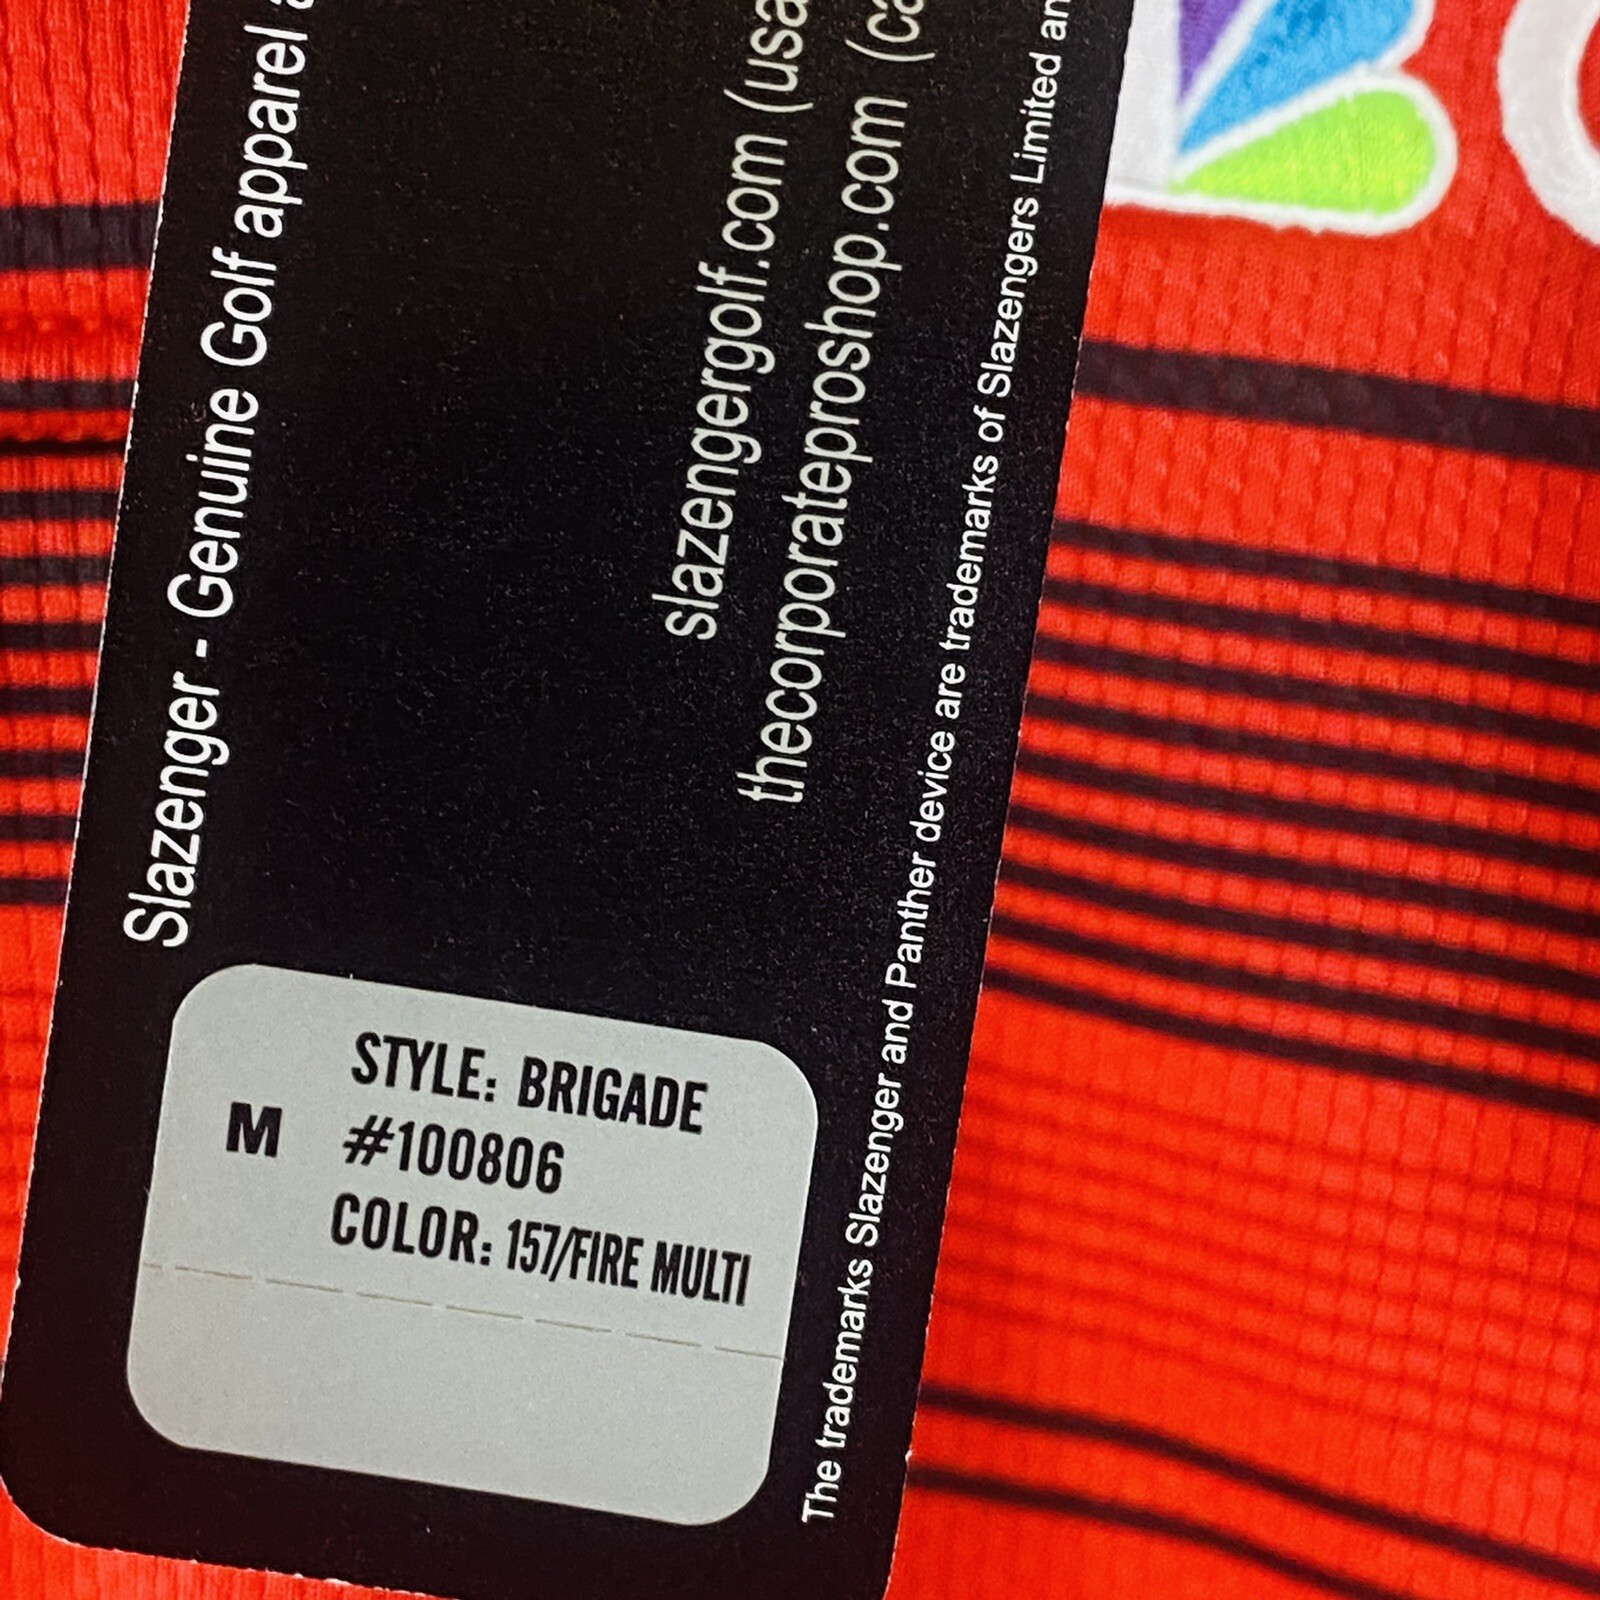 Slazenger - Genuine Golf apparel
slazengergolf.com (usa
thecorporateproshop.com (ca
The trademarks Slazenger and Panther device are trademarks of Slazengers Limited an
STYLE: BRIGADE
M #100806
COLOR: 157/FIRE MULTI